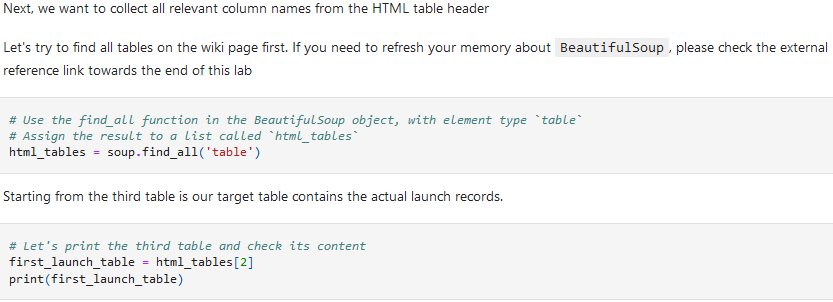 Next, we want to collect all relevant column names from the HTML table header
Let's try to find all tables on the wiki page first. If you need to refresh your memory about BeautifulSoup , please check the external
reference link towards the end of this lab
# Use the find_all function in the BeautifulSoup object, with element type `table`
# Assign the result to a list called `html_tables`
html_tables = soup.find_all('table')
Starting from the third table is our target table contains the actual launch records.
# Let's print the third table and check its content
first_launch_table = html_tables[2]
print(first_launch_table)